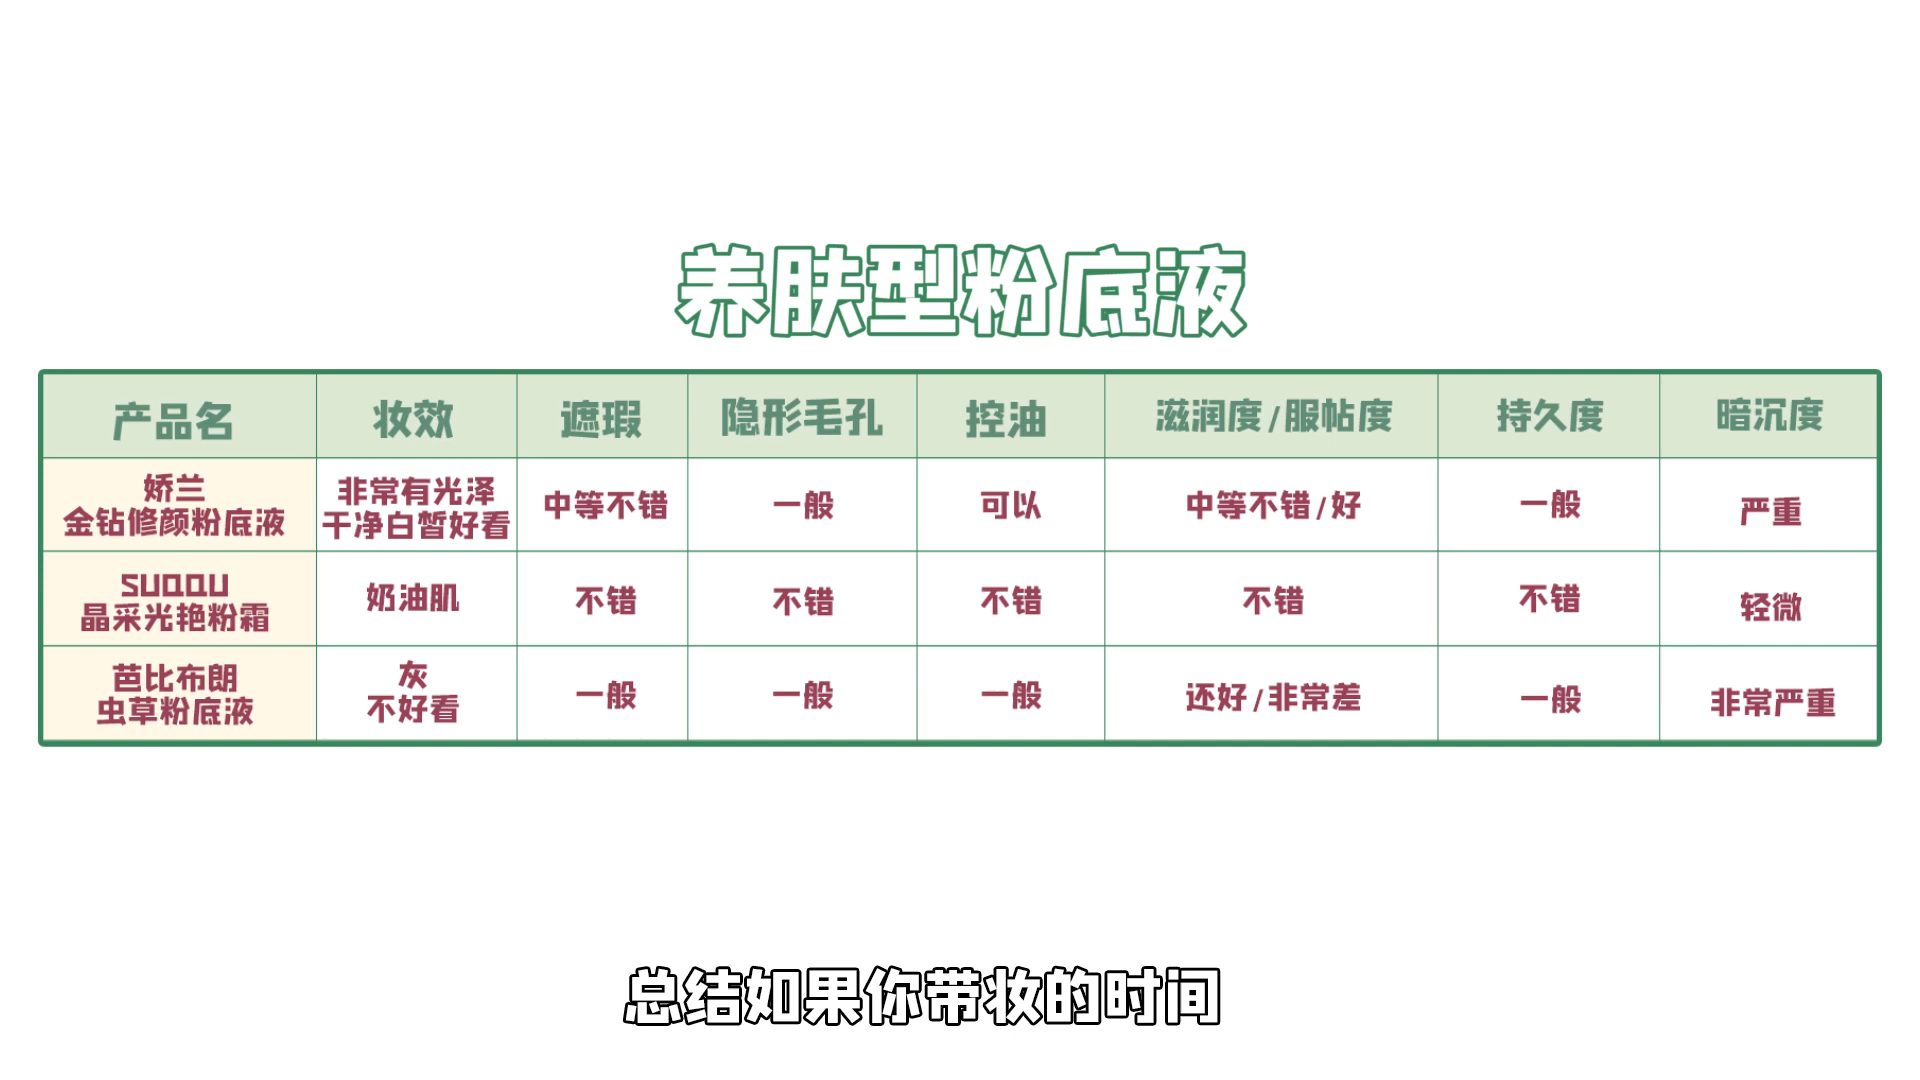 养肤型粉底液
产品名 妆效 遮瑕 隐形毛孔 控油 滋润度/服帖度 持久度 暗沉度
娇兰
金钻修颜粉底液
非常有光泽
干净白皙好看
中等不错 一般 可以 中等不错/好 一般 严重
SUQQU
晶采光艳粉霜
奶油肌 不错 不错 不错 不错 不错 轻微
芭比布朗
虫草粉底液
灰
不好看
一般 一般 一般 还好/非常差 一般 非常严重
总结如果你带妆的时间